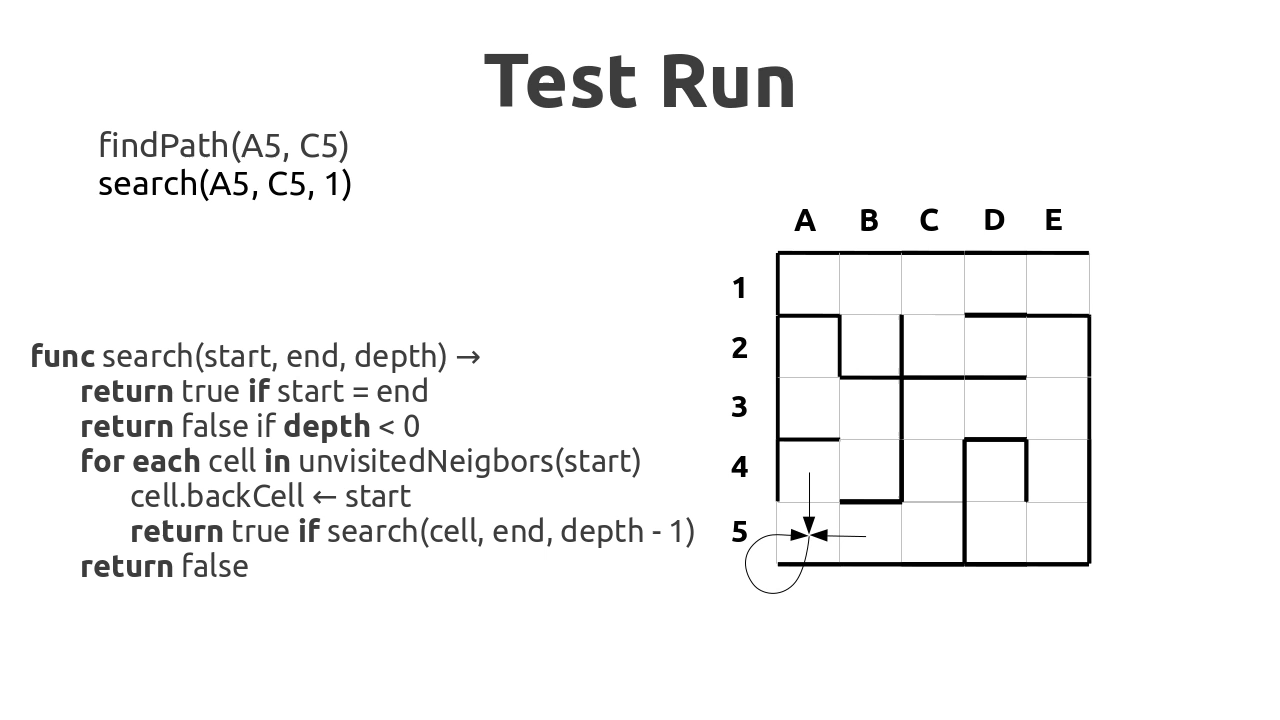 Test Run
findPath(A5, C5)
search(A5, C5, 1)
func search(start, end, depth) →
return true if start = end
return false if depth < 0
for each cell in unvisitedNeigbors(start)
cell.backCell ← start
return true if search(cell, end, depth - 1)
return false
A B C D E
1
2
3
4
5